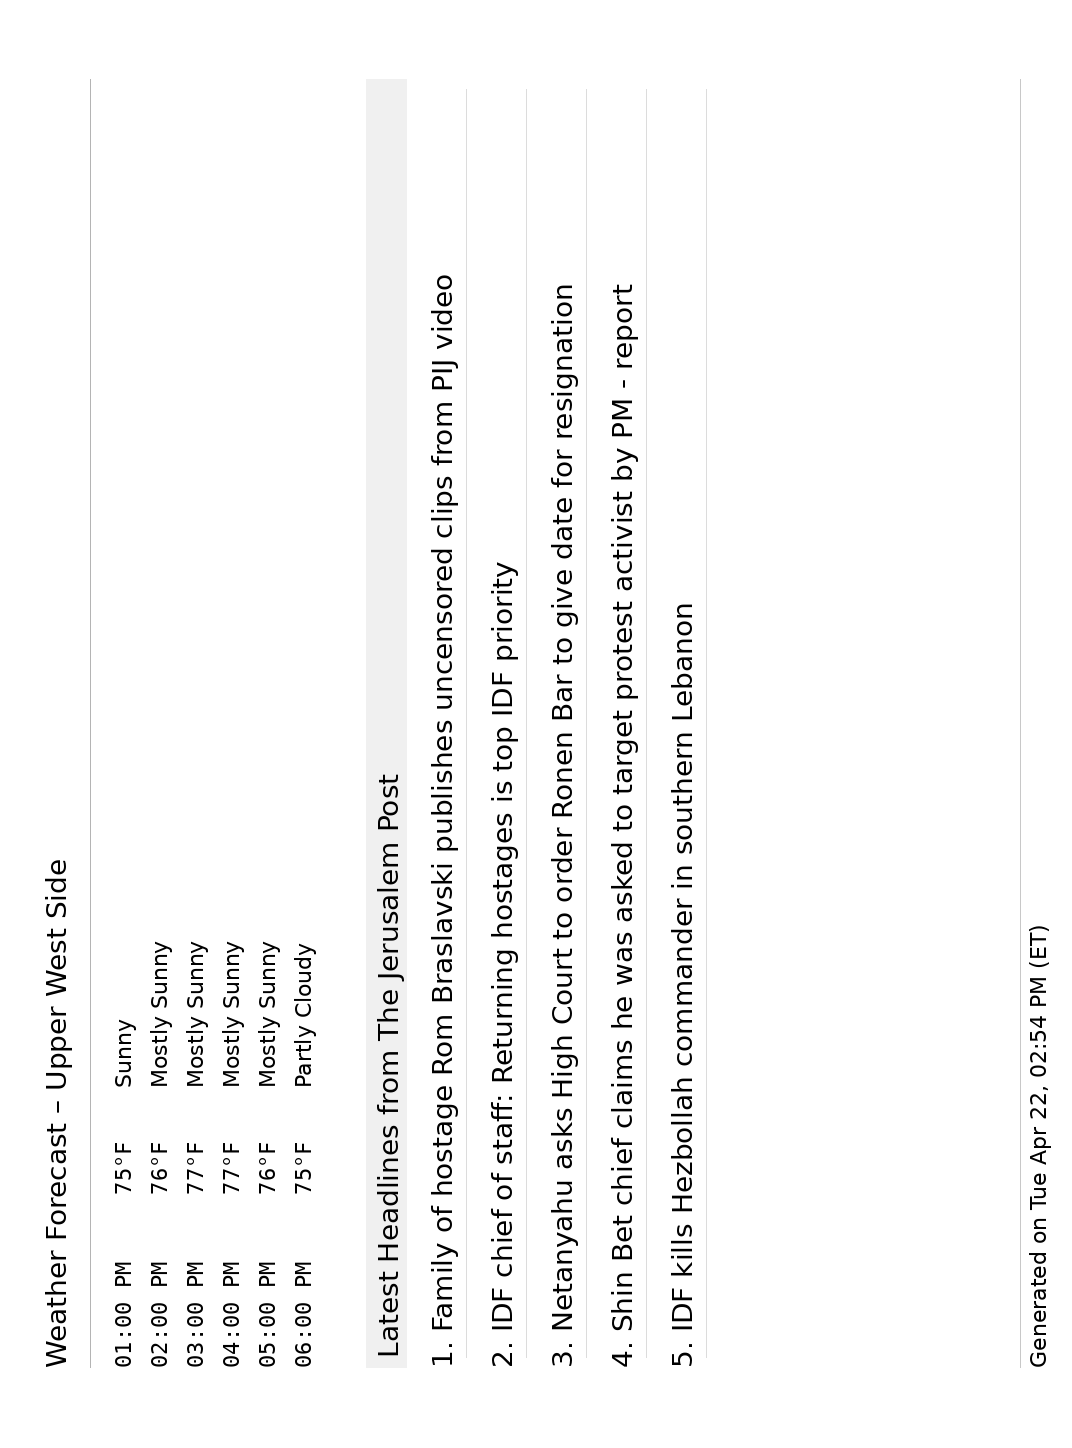 Weather Forecast – Upper West Side
01:00 PM 75°F Sunny
02:00 PM 76°F Mostly Sunny
03:00 PM 77°F Mostly Sunny
04:00 PM 77°F Mostly Sunny
05:00 PM 76°F Mostly Sunny
06:00 PM 75°F Partly Cloudy
Latest Headlines from The Jerusalem Post
1. Family of hostage Rom Braslavski publishes uncensored clips from PIJ video
2. IDF chief of staff: Returning hostages is top IDF priority
3. Netanyahu asks High Court to order Ronen Bar to give date for resignation
4. Shin Bet chief claims he was asked to target protest activist by PM - report
5. IDF kills Hezbollah commander in southern Lebanon
Generated on Tue Apr 22, 02:54 PM (ET)